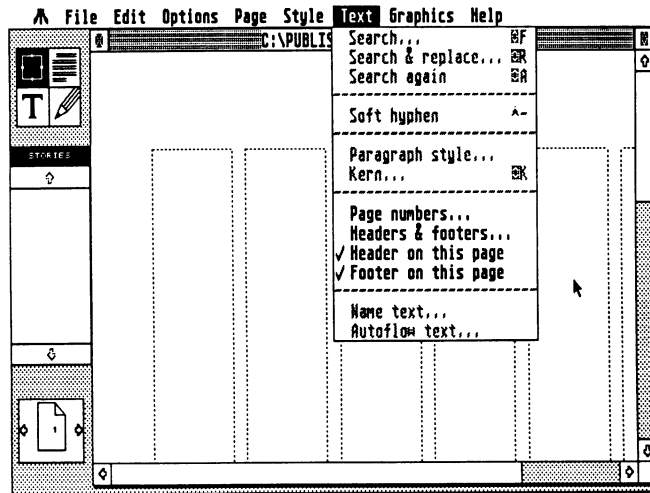 File Edit Options Page Style Text Graphics Help
C:\PUBLIS
Search... F
Search & replace... R
Search again A
Soft hyphen ^-
Paragraph style...
Kern... K
Page numbers...
Headers & footers...
✓ Header on this page
✓ Footer on this page
Name text...
Autoflow text...
T
STORIES
1